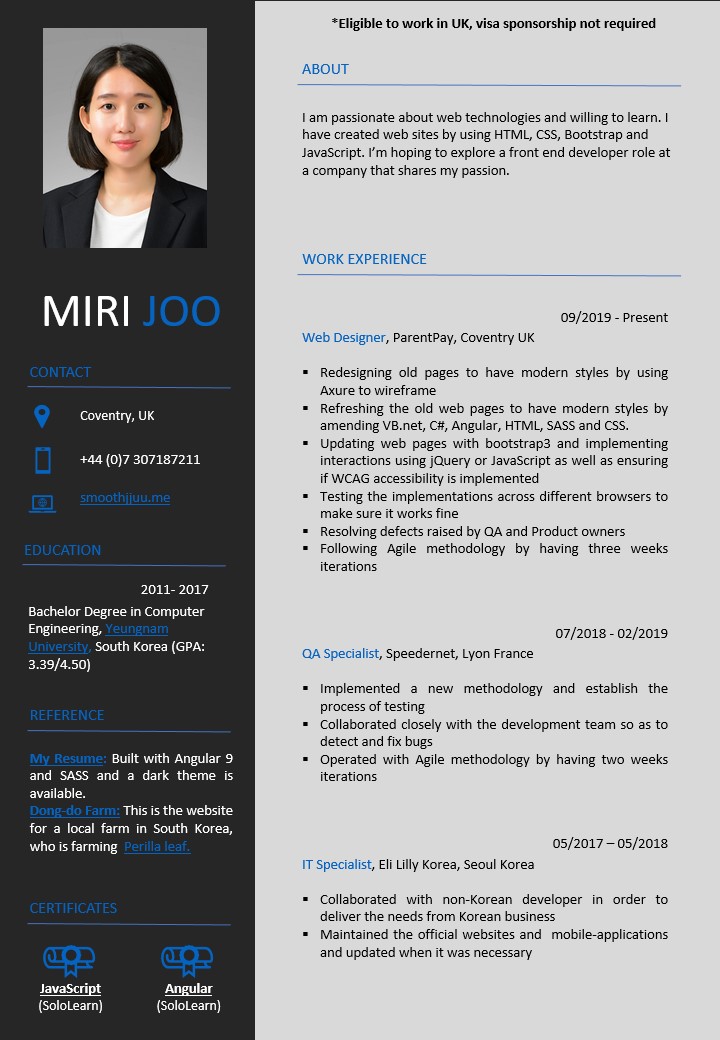 MIRI JOO
CONTACT
Coventry, UK
+44 (0)7 307187211
smoothjjuu.me
EDUCATION
2011- 2017
Bachelor Degree in Computer
Engineering, Yeungnam
University, South Korea (GPA:
3.39/4.50)
REFERENCE
My Resume: Built with Angular 9
and SASS and a dark theme is
available.
Dong-do Farm: This is the website
for a local farm in South Korea,
who is farming Perilla leaf.
CERTIFICATES
JavaScript
(SoloLearn)
Angular
(SoloLearn)
*Eligible to work in UK, visa sponsorship not required
ABOUT
I am passionate about web technologies and willing to learn. I
have created web sites by using HTML, CSS, Bootstrap and
JavaScript. I’m hoping to explore a front end developer role at
a company that shares my passion.
WORK EXPERIENCE
09/2019 - Present
Web Designer, ParentPay, Coventry UK
▪ Redesigning old pages to have modern styles by using
Axure to wireframe
▪ Refreshing the old web pages to have modern styles by
amending VB.net, C#, Angular, HTML, SASS and CSS.
▪ Updating web pages with bootstrap3 and implementing
interactions using jQuery or JavaScript as well as ensuring
if WCAG accessibility is implemented
▪ Testing the implementations across different browsers to
make sure it works fine
▪ Resolving defects raised by QA and Product owners
▪ Following Agile methodology by having three weeks
iterations
07/2018 - 02/2019
QA Specialist, Speedernet, Lyon France
▪ Implemented a new methodology and establish the
process of testing
▪ Collaborated closely with the development team so as to
detect and fix bugs
▪ Operated with Agile methodology by having two weeks
iterations
05/2017 – 05/2018
IT Specialist, Eli Lilly Korea, Seoul Korea
▪ Collaborated with non-Korean developer in order to
deliver the needs from Korean business
▪ Maintained the official websites and mobile-applications
and updated when it was necessary